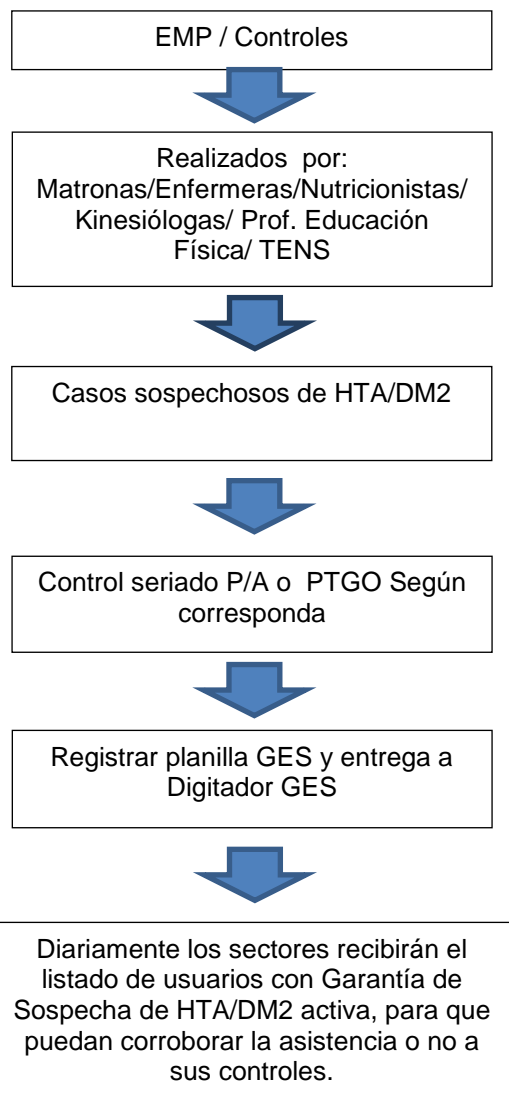 EMP / Controles
Realizados  por:
Matronas/Enfermeras/Nutricionistas/
Kinesiólogas/ Prof. Educación
Física/ TENS
Casos sospechosos de HTA/DM2
Control seriado P/A o  PTGO Según
corresponda
Registrar planilla GES y entrega a
Digitador GES
Diariamente los sectores recibirán el
listado de usuarios con Garantía de
Sospecha de HTA/DM2 activa, para que
puedan corroborar la asistencia o no a
sus controles.